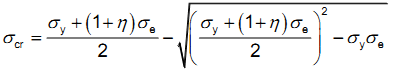 σcr = (σy + (1+η)σe)/2 − √(((σy + (1+η)σe)/2)² − σyσe)